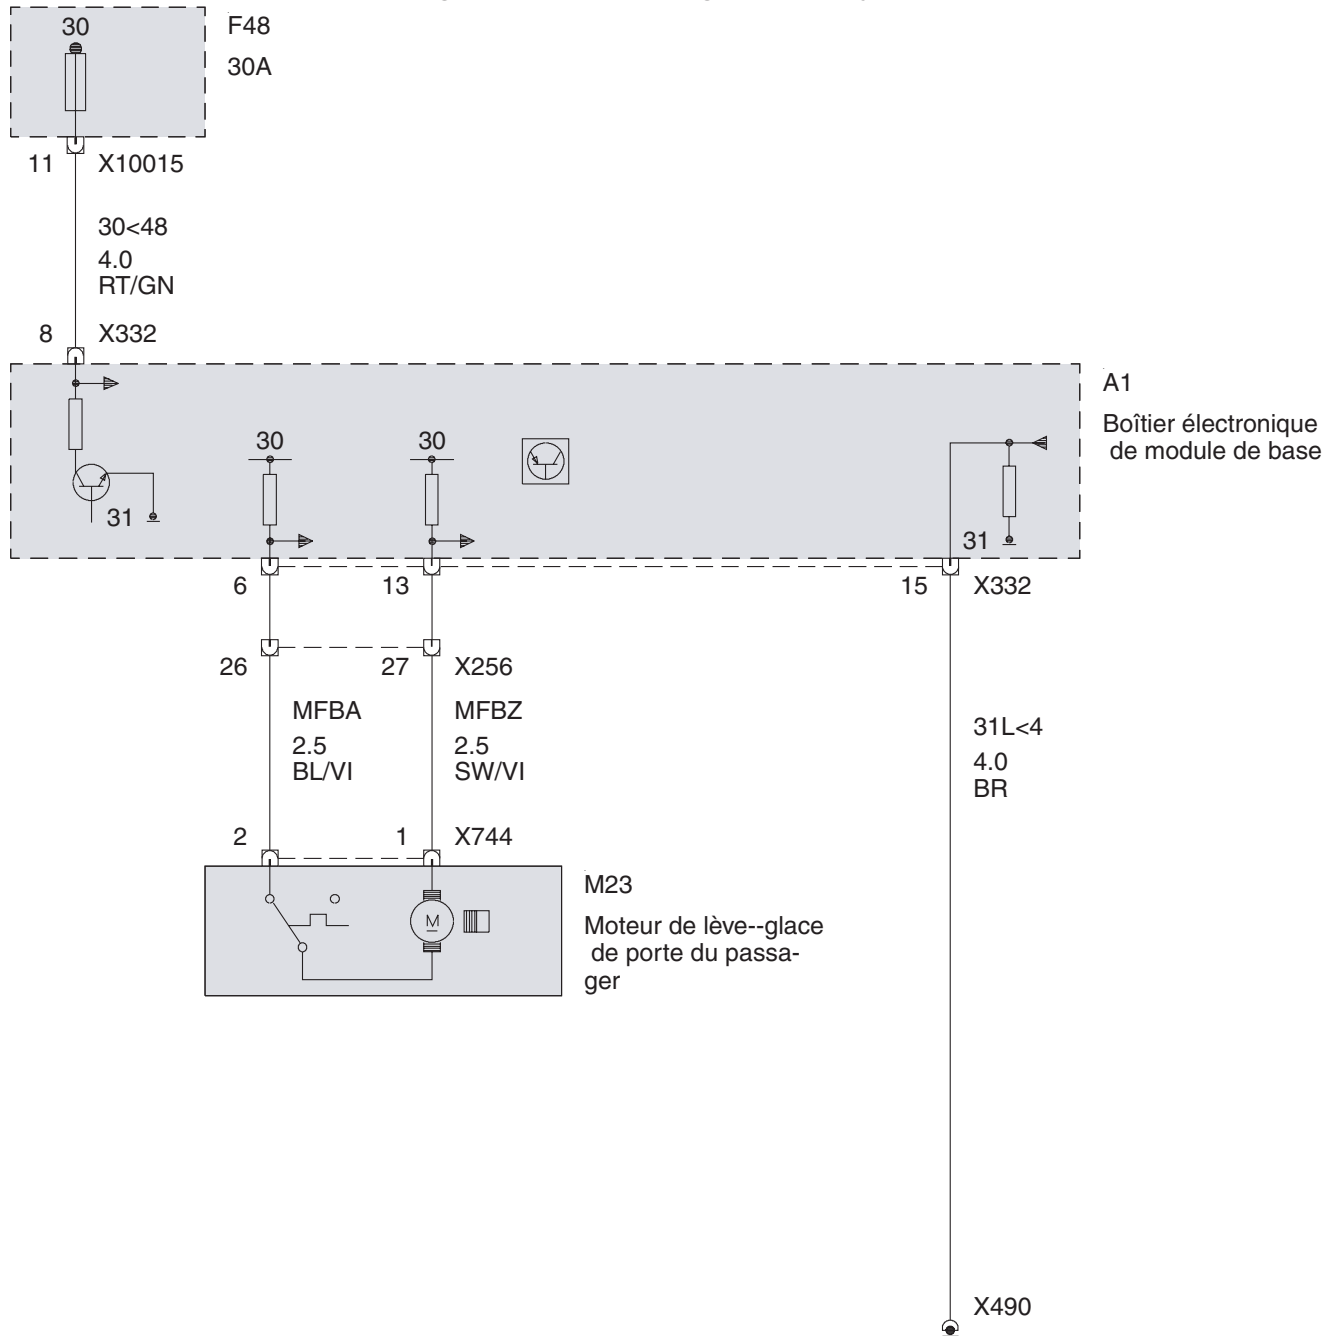 30
F48
30A
11 X10015
30<48
4.0
RT/GN
8 X332
A1
Boîtier électronique
de module de base
30 30
31 31
6 13 15 X332
26 27 X256
MFBA MFBZ
2.5 2.5
BL/VI SW/VI
31L<4
4.0
BR
2 1 X744
M
M23
Moteur de lève--glace
de porte du passa-
ger
X490